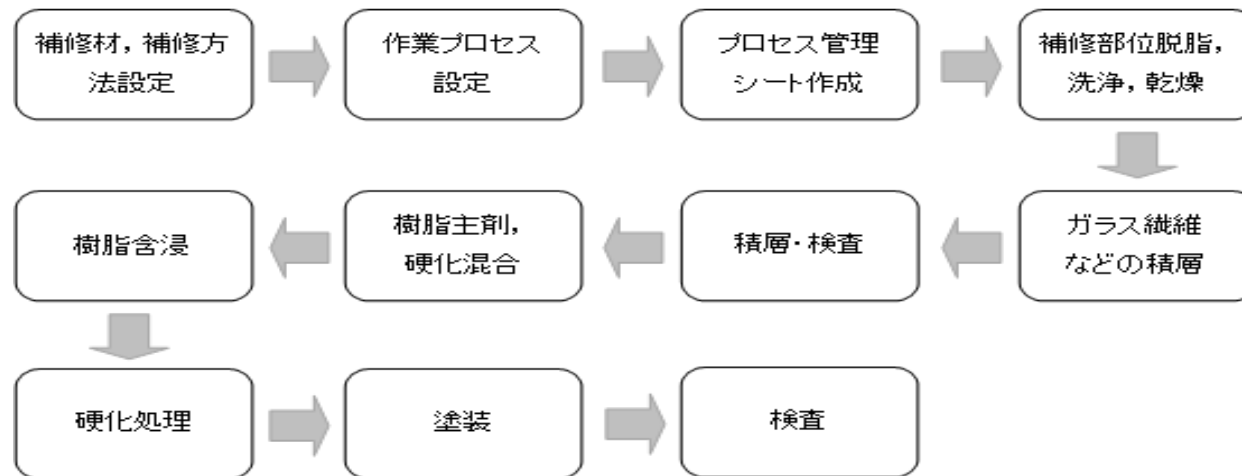 補修材，補修方
法設定
作業プロセス
設定
プロセス管理
シート作成
補修部位脱脂，
洗浄，乾燥
ガラス繊維
などの積層
積層・検査
樹脂主剤，
硬化混合
樹脂含浸
硬化処理
塗装
検査